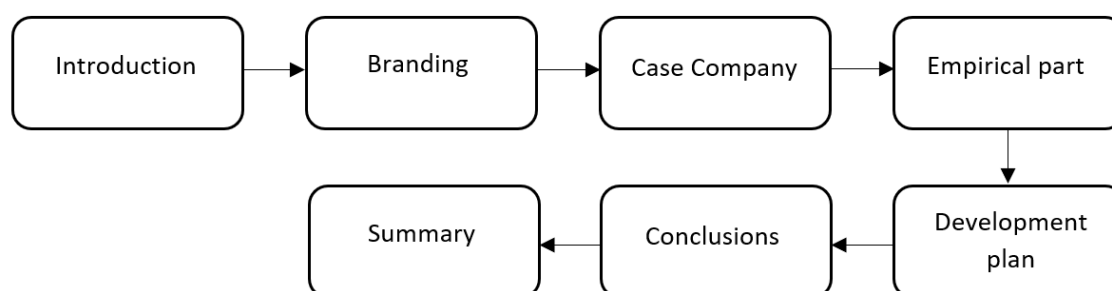 Introduction
Branding
Case Company
Empirical part
Development
plan
Conclusions
Summary